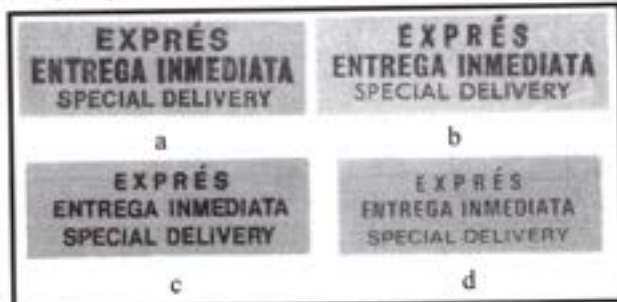 EXPRÉS
ENTREGA INMEDIATA
SPECIAL DELIVERY
a
EXPRÉS
ENTREGA INMEDIATA
SPECIAL DELIVERY
b
EXPRÉS
ENTREGA INMEDIATA
SPECIAL DELIVERY
c
EXPRÉS
ENTREGA INMEDIATA
SPECIAL DELIVERY
d